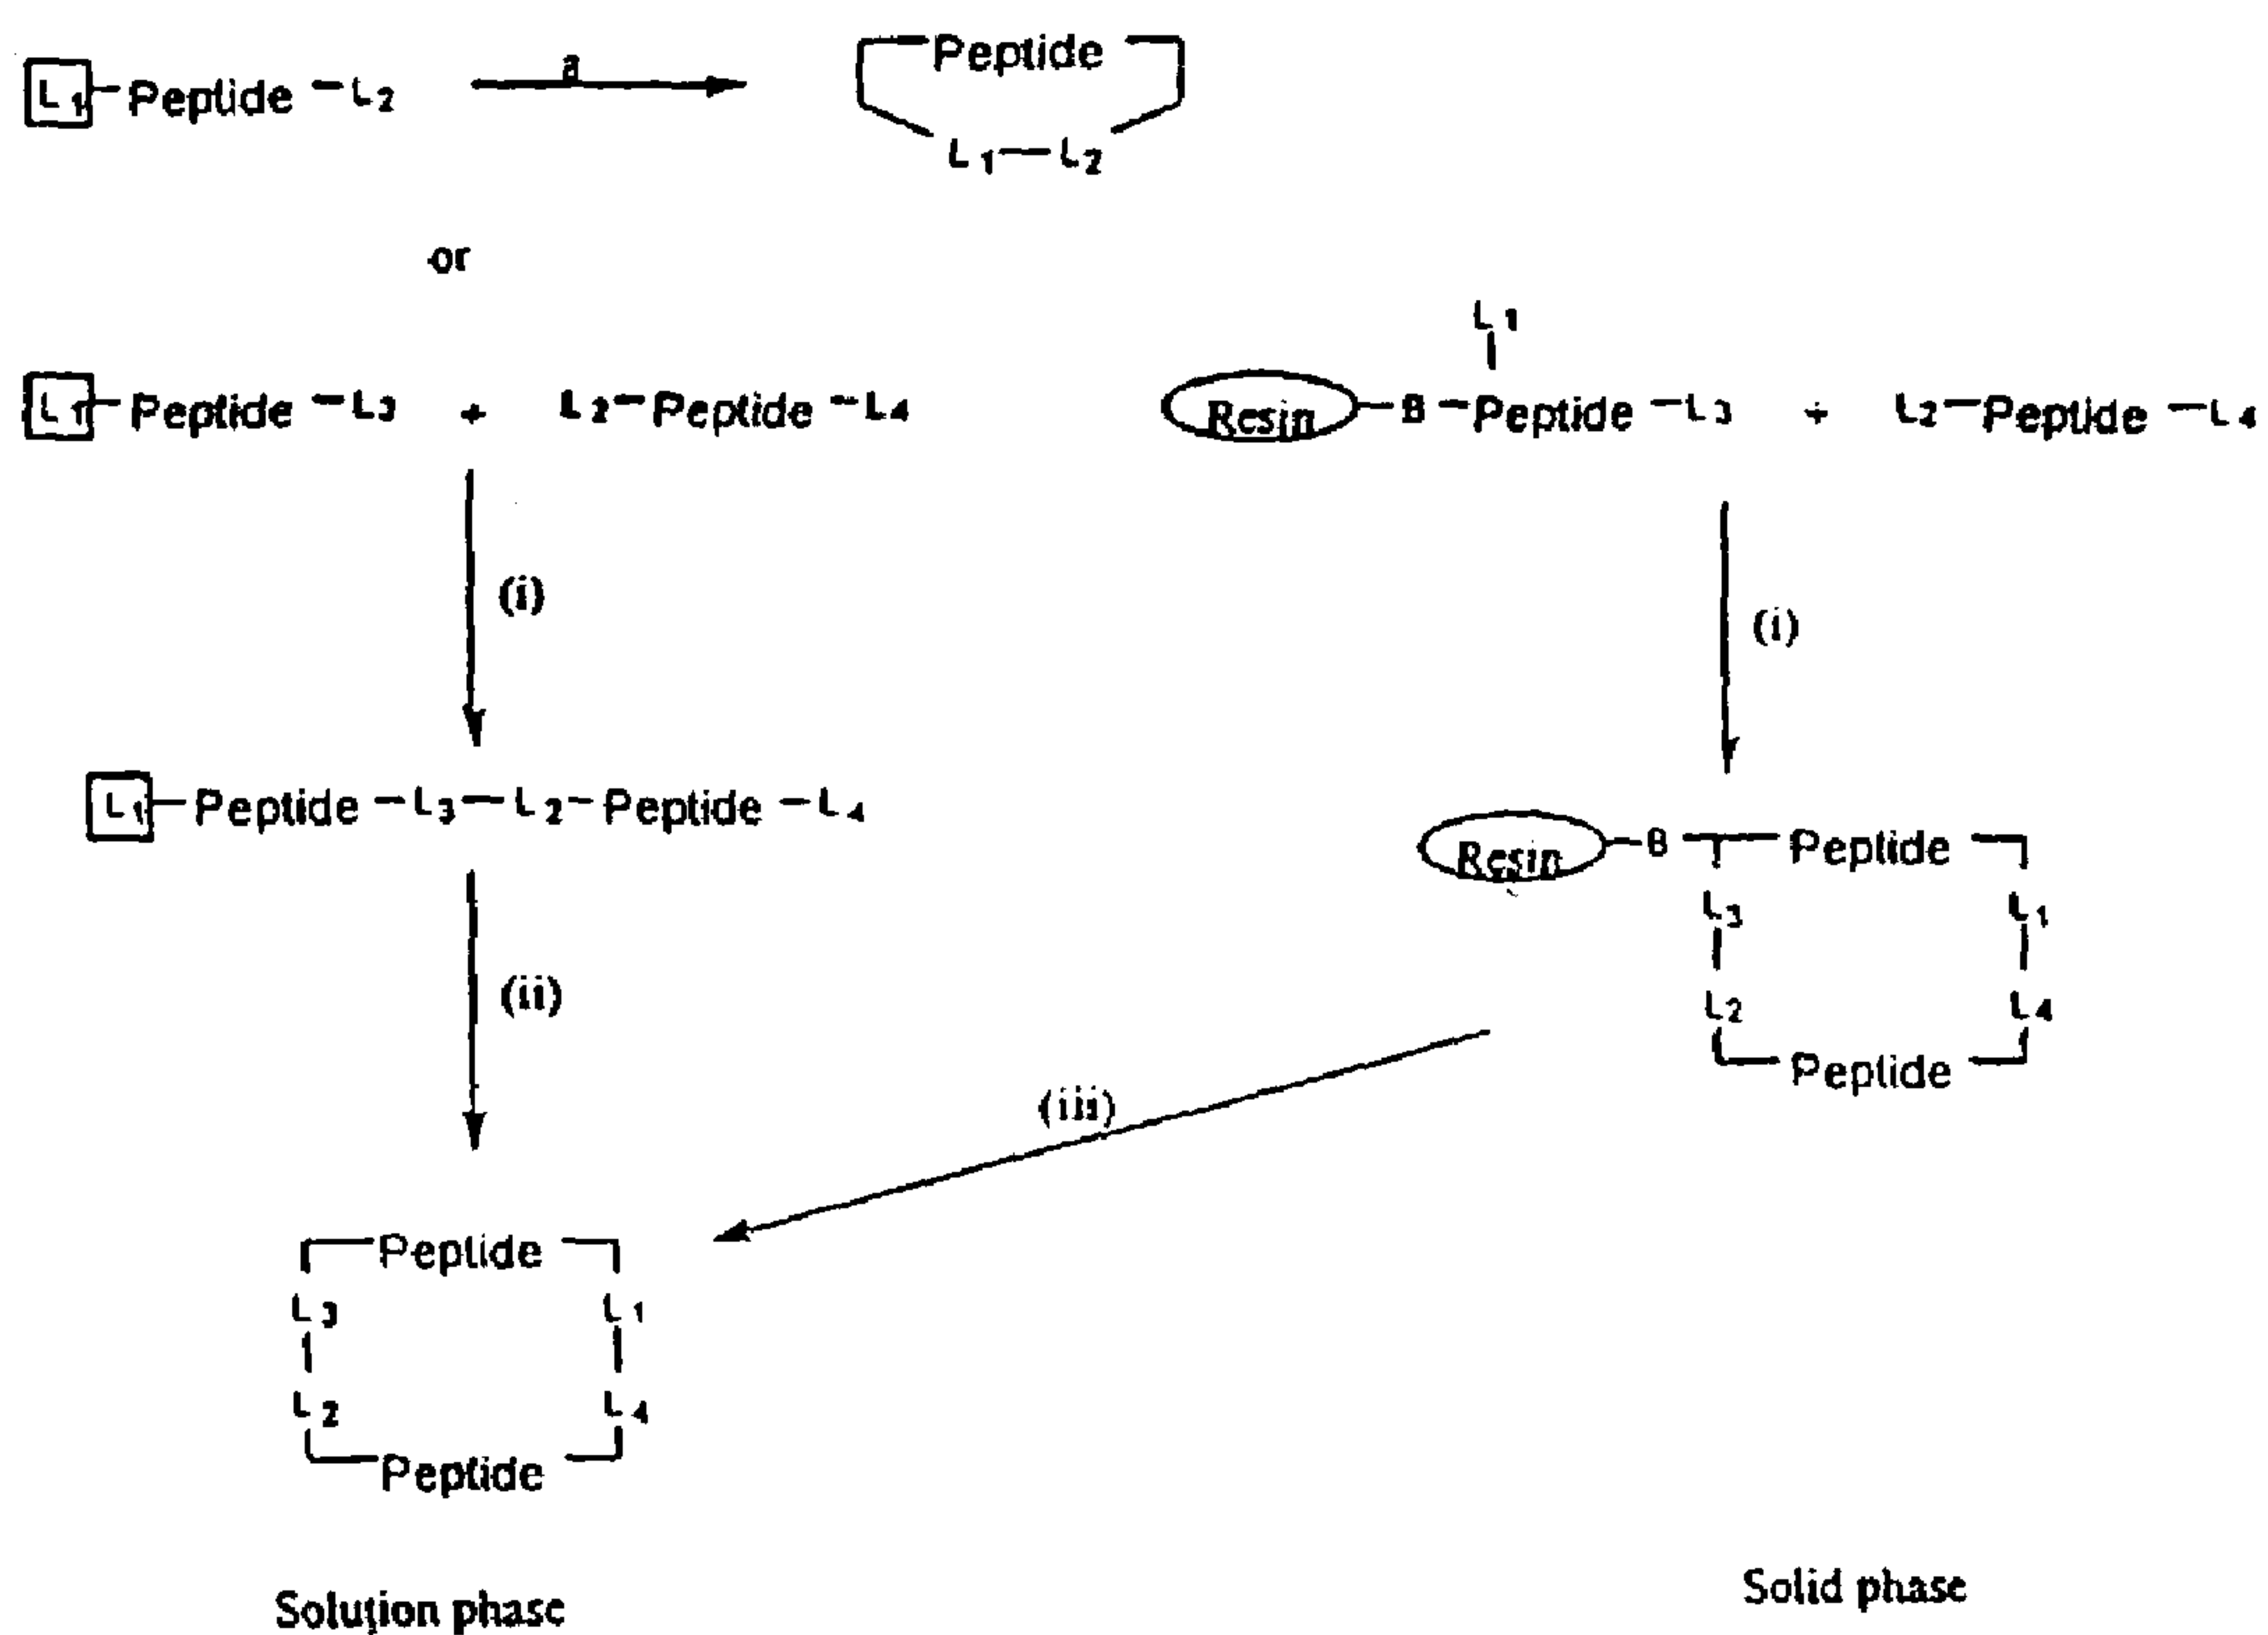 L1-Peptide-L2 a Peptide
L1-L2
or
L1
L1-Peptide-L3 + L2-Peptide-L4 Resin-B-Peptide-L3 + L2-Peptide-L4
(i) (i)
L1-Peptide-L3-L2-Peptide-L4
Resin-B Peptide
L3 L1
(ii)
L2 L4
Peptide
(iii)
Peptide
L3 L1
L2 L4
Peptide
Solution phase Solid phase